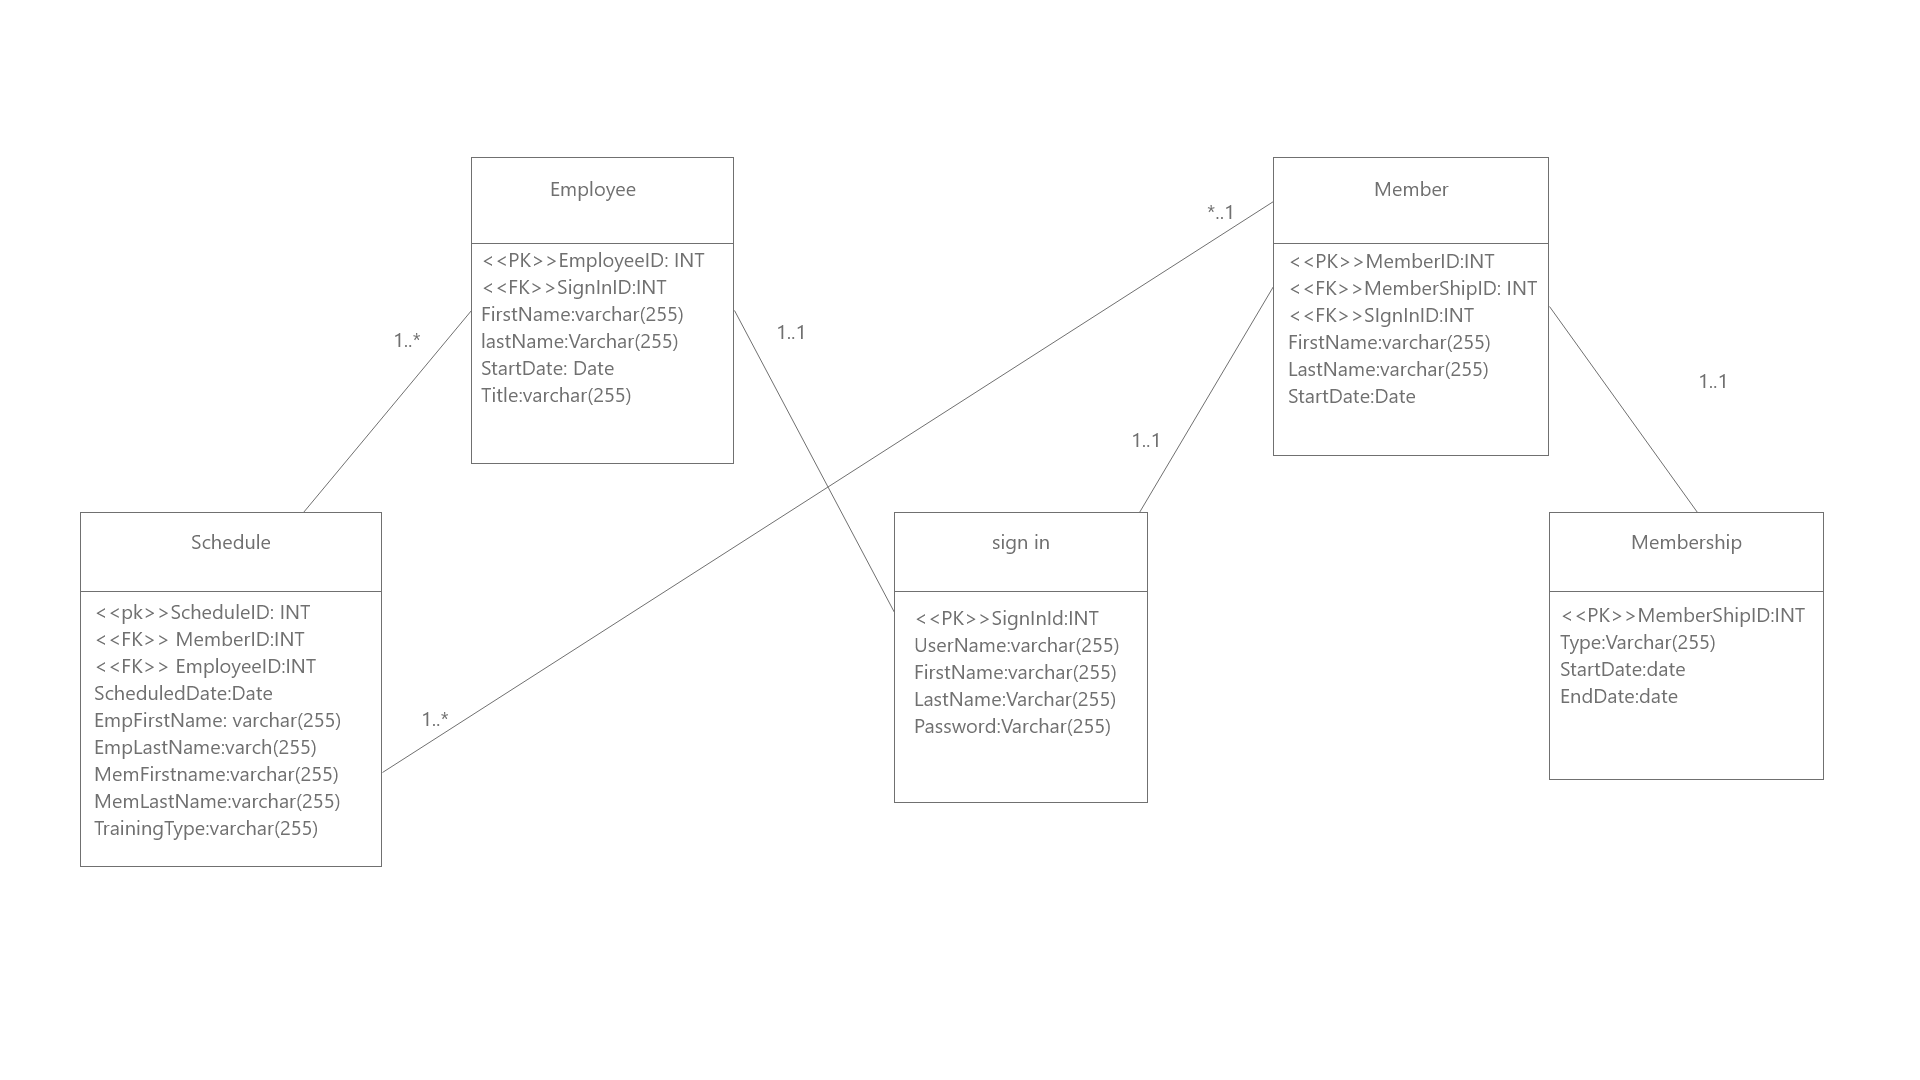 Employee
<<PK>>EmployeeID: INT
<<FK>>SignInID:INT
FirstName:varchar(255)
lastName:Varchar(255)
StartDate: Date
Title:varchar(255)
Member
<<PK>>MemberID:INT
<<FK>>MemberShipID: INT
<<FK>>SIgnInID:INT
FirstName:varchar(255)
LastName:varchar(255)
StartDate:Date
*..1
1..*
1..1
1..1
1..1
1..*
Schedule
<<pk>>ScheduleID: INT
<<FK>> MemberID:INT
<<FK>> EmployeeID:INT
ScheduledDate:Date
EmpFirstName: varchar(255)
EmpLastName:varch(255)
MemFirstname:varchar(255)
MemLastName:varchar(255)
TrainingType:varchar(255)
sign in
<<PK>>SignInId:INT
UserName:varchar(255)
FirstName:varchar(255)
LastName:Varchar(255)
Password:Varchar(255)
Membership
<<PK>>MemberShipID:INT
Type:Varchar(255)
StartDate:date
EndDate:date